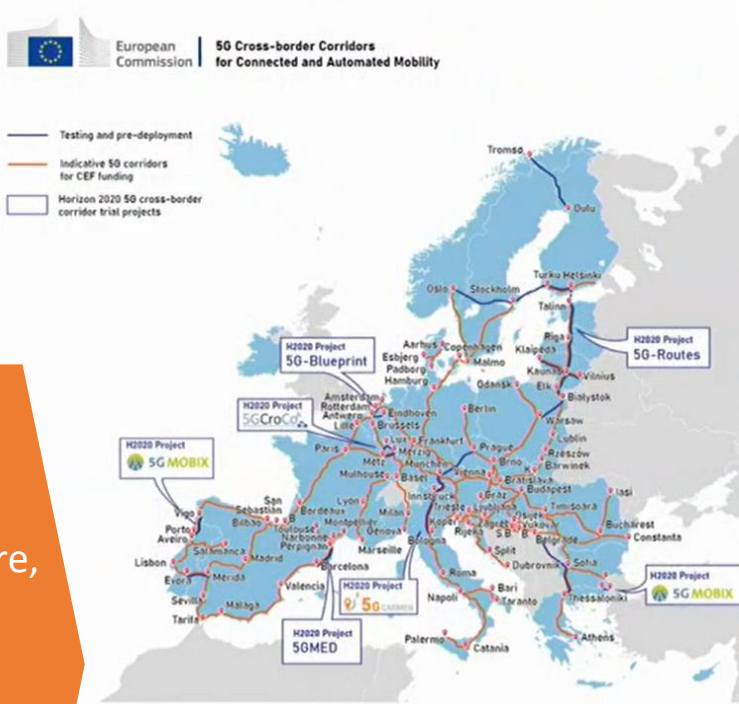 European
Commission
5G Cross-border Corridors
for Connected and Automated Mobility
Testing and pre-deployment
Indicative 5G corridors
for CEF funding
Horizon 2020 5G cross-border
corridor trial projects
Tromsø
Oulu
Turku Helsinki
Oslo
Stockholm
Talinn
Riga
H2020 Project
5G-Routes
Aarhus
Copenhagen
Klaipėda
Esbjerg
Malmo
Padborg
Kaunas
Vilnius
Hamburg
Elk
Gdansk
Białystok
H2020 Project
5G-Blueprint
Amsterdam
Rotterdam
Antwerp
Eindhoven
Berlin
Warsaw
Lille
Brussels
H2020 Project
5GCroCo
Lublin
Lux
Frankfurt
Prague
Rzeszów
Paris
Merzig
Barwinek
Metz
Munchen
Brno
Vienna
Mulhouse
Basel
Bratislava
Budapest
H2020 Project
5G MOBIX
Innsbruck
Graz
Iasi
Vigo
San
Sebastian
Bordeaux
Lyon
Milan
Trieste
Ljubljana
Timisoara
Porto
Bilbao
B
Toulouse
Montpellier
Koper
Zagreb
Vukovar
Bucharest
Aveiro
Narbonne
Genova
Bologna
Rijeka
S.B
B
Belgrade
Constanta
Salamanca
Perpignan
Marseille
Split
Lisbon
Madrid
Dubrovnik
Sofia
re,
Barcelona
Evora
Merida
Valencia
Roma
Bari
Thessaloniki
H2020 Project
5G MOBIX
H2020 Project
5G CARMEN
Sevilla
Napoli
Taranto
Málaga
Tarifa
H2020 Project
5GMED
Palermo
Athens
Catania